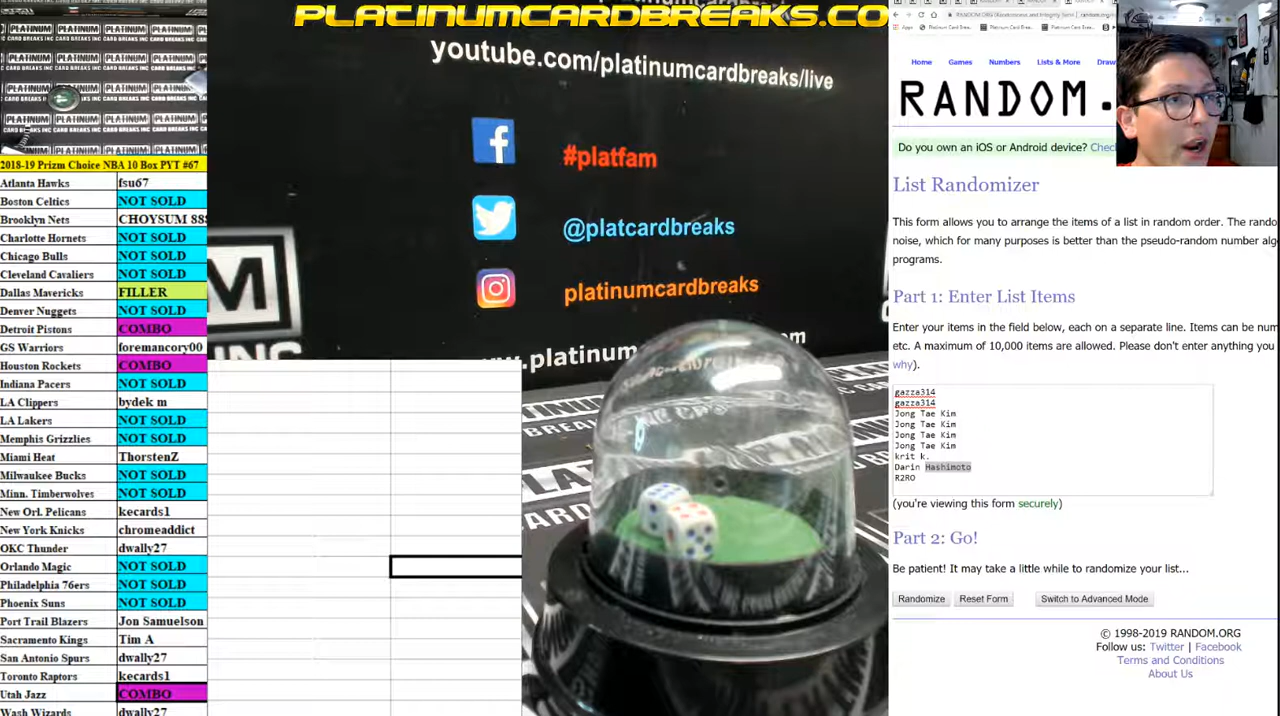 PLATINUMCARDBREAKS.CO
youtube.com/platinumcardbreaks/live
#platfam
@platcardbreaks
platinumcardbreaks
www.platinum
2018-19 Prizm Choice NBA 10 Box PYT #67
Atlanta Hawks fsu67
Boston Celtics NOT SOLD
Brooklyn Nets CHOYSUM 888
Charlotte Hornets NOT SOLD
Chicago Bulls NOT SOLD
Cleveland Cavaliers NOT SOLD
Dallas Mavericks FILLER
Denver Nuggets NOT SOLD
Detroit Pistons COMBO
GS Warriors foremancory00
Houston Rockets COMBO
Indiana Pacers NOT SOLD
LA Clippers bydek m
LA Lakers NOT SOLD
Memphis Grizzlies NOT SOLD
Miami Heat ThorstenZ
Milwaukee Bucks NOT SOLD
Minn. Timberwolves NOT SOLD
New Orl. Pelicans kecards1
New York Knicks chromeaddict
OKC Thunder dwally27
Orlando Magic NOT SOLD
Philadelphia 76ers NOT SOLD
Phoenix Suns NOT SOLD
Port Trail Blazers Jon Samuelson
Sacramento Kings Tim A
San Antonio Spurs dwally27
Toronto Raptors kecards1
Utah Jazz COMBO
Wash Wizards dwally27
Home Games Numbers Lists & More Draw
RANDOM.
Do you own an iOS or Android device? Chec
List Randomizer
This form allows you to arrange the items of a list in random order. The rando
noise, which for many purposes is better than the pseudo-random number alg
programs.
Part 1: Enter List Items
Enter your items in the field below, each on a separate line. Items can be num
etc. A maximum of 10,000 items are allowed. Please don't enter anything you
why).
gazza314
gazza314
Jong Tae Kim
Jong Tae Kim
Jong Tae Kim
Jong Tae Kim
krit k.
Darin Hashimoto
R2RO
(you're viewing this form securely)
Part 2: Go!
Be patient! It may take a little while to randomize your list...
Randomize Reset Form Switch to Advanced Mode
© 1998-2019 RANDOM.ORG
Follow us: Twitter | Facebook
Terms and Conditions
About Us